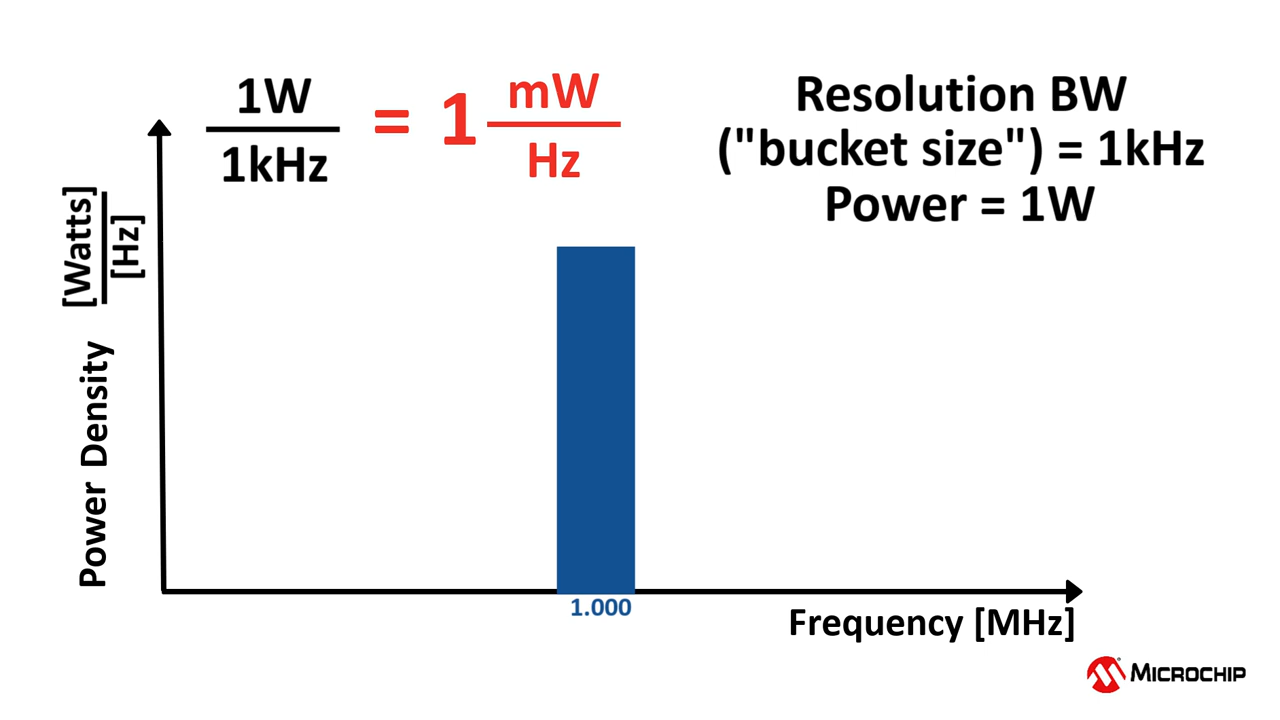 1W
1kHz
= 1
mW
Hz
Resolution BW
("bucket size") = 1kHz
Power = 1W
Power Density
[Watts]
[Hz]
1.000
Frequency [MHz]
MICROCHIP